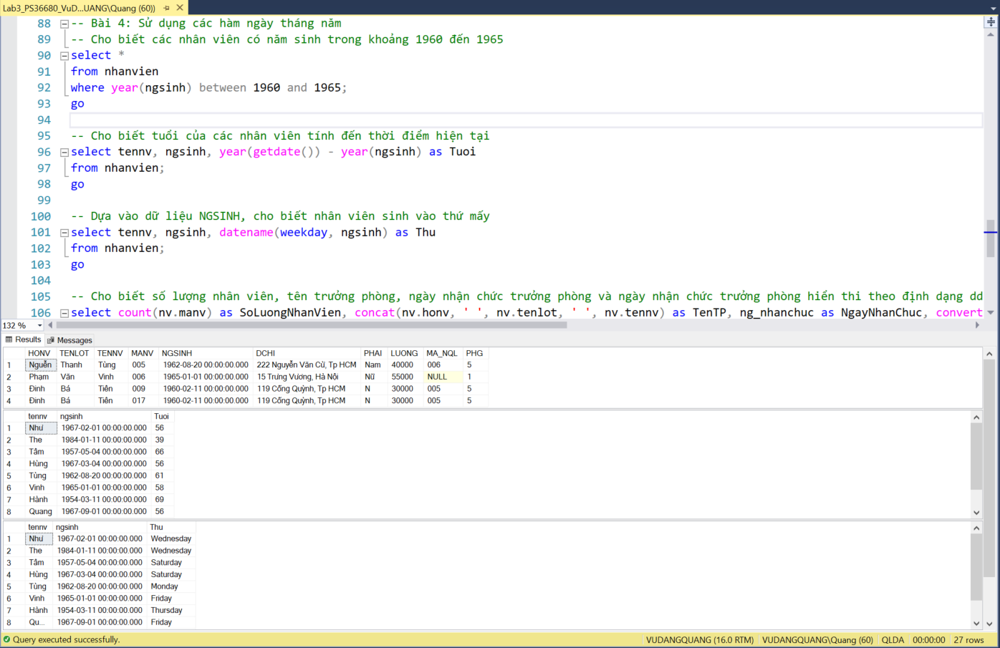 Lab3_PS36680_VuD...UANG\Quang (60))
88 -- Bài 4: Sử dụng các hàm ngày tháng năm
89 -- Cho biết các nhân viên có năm sinh trong khoảng 1960 đến 1965
90 select *
91 from nhanvien
92 where year(ngsinh) between 1960 and 1965;
93 go
94
95 -- Cho biết tuổi của các nhân viên tính đến thời điểm hiện tại
96 select tennv, ngsinh, year(getdate()) - year(ngsinh) as Tuoi
97 from nhanvien;
98 go
99
100 -- Dựa vào dữ liệu NGSINH, cho biết nhân viên sinh vào thứ mấy
101 select tennv, ngsinh, datename(weekday, ngsinh) as Thu
102 from nhanvien;
103 go
104
105 -- Cho biết số lượng nhân viên, tên trưởng phòng, ngày nhận chức trưởng phòng và ngày nhận chức trưởng phòng hiển thi theo định dạng dd
106 select count(nv.manv) as SoLuongNhanVien, concat(nv.honv, ' ', nv.tenlot, ' ', nv.tennv) as TenTP, ng_nhanchuc as NgayNhanChuc, convert
132 %
Results Messages
HONV TENLOT TENNV MANV NGSINH DCHI PHAI LUONG MA_NQL PHG
1 Nguễn Thanh Tùng 005 1962-08-20 00:00:00.000 222 Nguyễn Văn Cừ, Tp HCM Nam 40000 006 5
2 Phạm Văn Vinh 006 1965-01-01 00:00:00.000 15 Trưng Vương, Hà Nội Nữ 55000 NULL 1
3 Đinh Bá Tiên 009 1960-02-11 00:00:00.000 119 Cống Quỳnh, Tp HCM N 30000 005 5
4 Đinh Bá Tiên 017 1960-02-11 00:00:00.000 119 Cống Quỳnh, Tp HCM N 30000 005 5
tennv ngsinh Tuoi
1 Như 1967-02-01 00:00:00.000 56
2 The 1984-01-11 00:00:00.000 39
3 Tâm 1957-05-04 00:00:00.000 66
4 Hùng 1967-03-04 00:00:00.000 56
5 Tùng 1962-08-20 00:00:00.000 61
6 Vinh 1965-01-01 00:00:00.000 58
7 Hành 1954-03-11 00:00:00.000 69
8 Quang 1967-09-01 00:00:00.000 56
tennv ngsinh Thu
1 Như 1967-02-01 00:00:00.000 Wednesday
2 The 1984-01-11 00:00:00.000 Wednesday
3 Tâm 1957-05-04 00:00:00.000 Saturday
4 Hùng 1967-03-04 00:00:00.000 Saturday
5 Tùng 1962-08-20 00:00:00.000 Monday
6 Vinh 1965-01-01 00:00:00.000 Friday
7 Hành 1954-03-11 00:00:00.000 Thursday
8 Qu... 1967-09-01 00:00:00.000 Friday
Query executed successfully. VUDANGQUANG (16.0 RTM) VUDANGQUANG\Quang (60) QLDA 00:00:00 27 rows